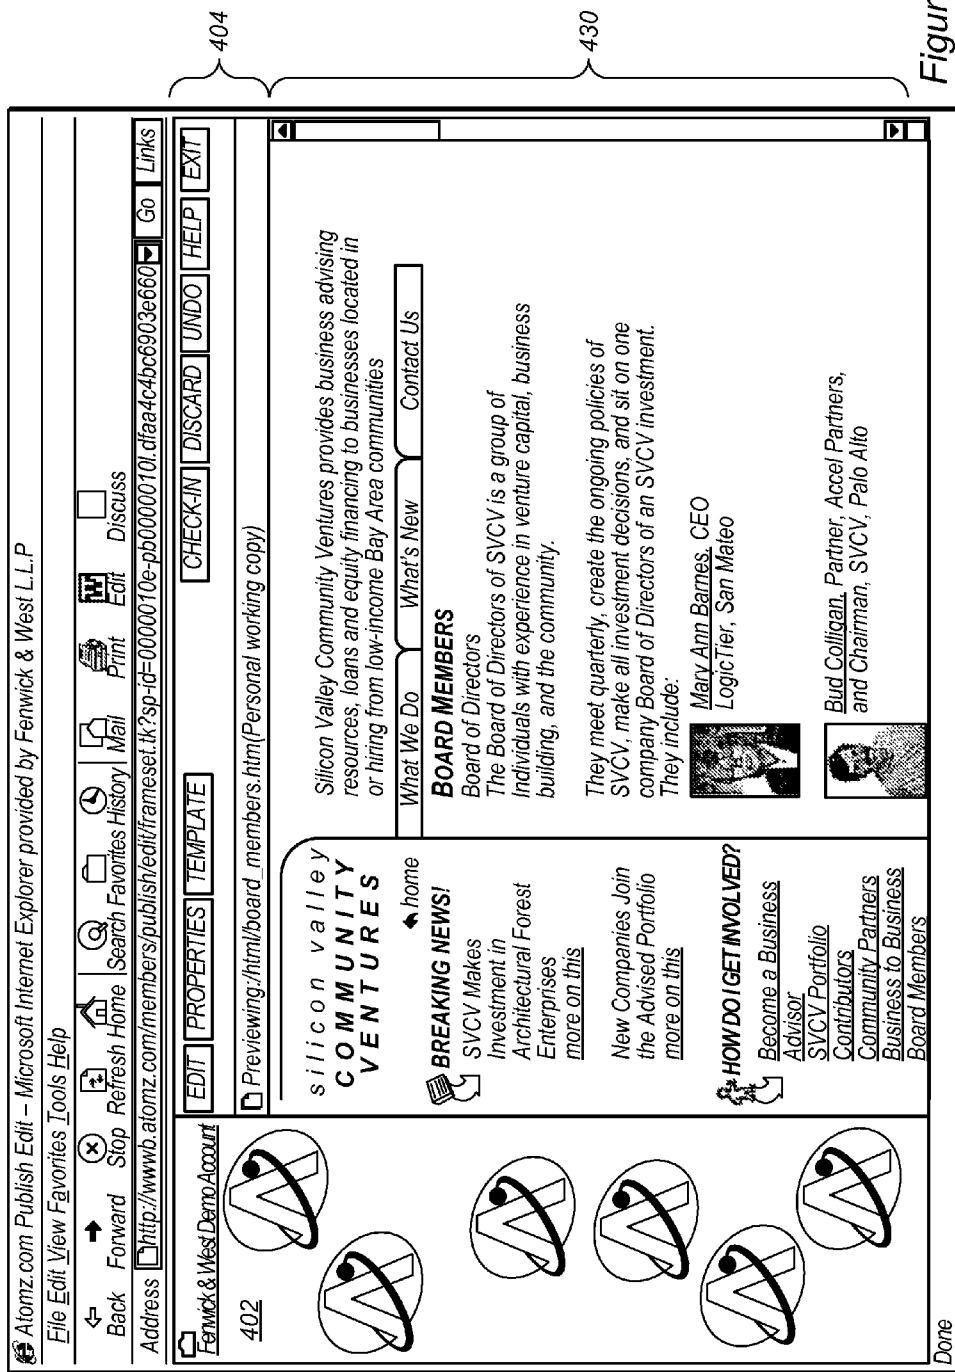 Atomz.com Publish Edit – Microsoft Internet Explorer provided by Fenwick & West L.L.P
File Edit View Favorites Tools Help
Back Forward Stop Refresh Home Search Favorites History Mail Print Edit Discuss
Address http://wwwb.atomz.com/members/publish/edit/frameset.tk?sp-id=0000010e-pb0000010l.dfaa4c4bc6903e660 Go Links
Fenwick & West Demo Account
402
EDIT PROPERTIES TEMPLATE CHECK-IN DISCARD UNDO HELP EXIT
404
Previewing:/html/board_members.htm(Personal working copy)
430
silicon valley
COMMUNITY
VENTURES
home
BREAKING NEWS!
SVCV Makes
Investment in
Architectural Forest
Enterprises
more on this
New Companies Join
the Advised Portfolio
more on this
HOW DO I GET INVOLVED?
Become a Business
Advisor
SVCV Portfolio
Contributors
Community Partners
Business to Business
Board Members
Silicon Valley Community Ventures provides business advising
resources, loans and equity financing to businesses located in
or hiring from low-income Bay Area communities
What We Do What's New Contact Us
BOARD MEMBERS
Board of Directors
The Board of Directors of SVCV is a group of
Individuals with experience in venture capital, business
building, and the community.
They meet quarterly, create the ongoing policies of
SVCV, make all investment decisions, and sit on one
company Board of Directors of an SVCV investment.
They include:
Mary Ann Barnes, CEO
LogicTier, San Mateo
Bud Colligan, Partner, Accel Partners,
and Chairman, SVCV, Palo Alto
Done
Figur